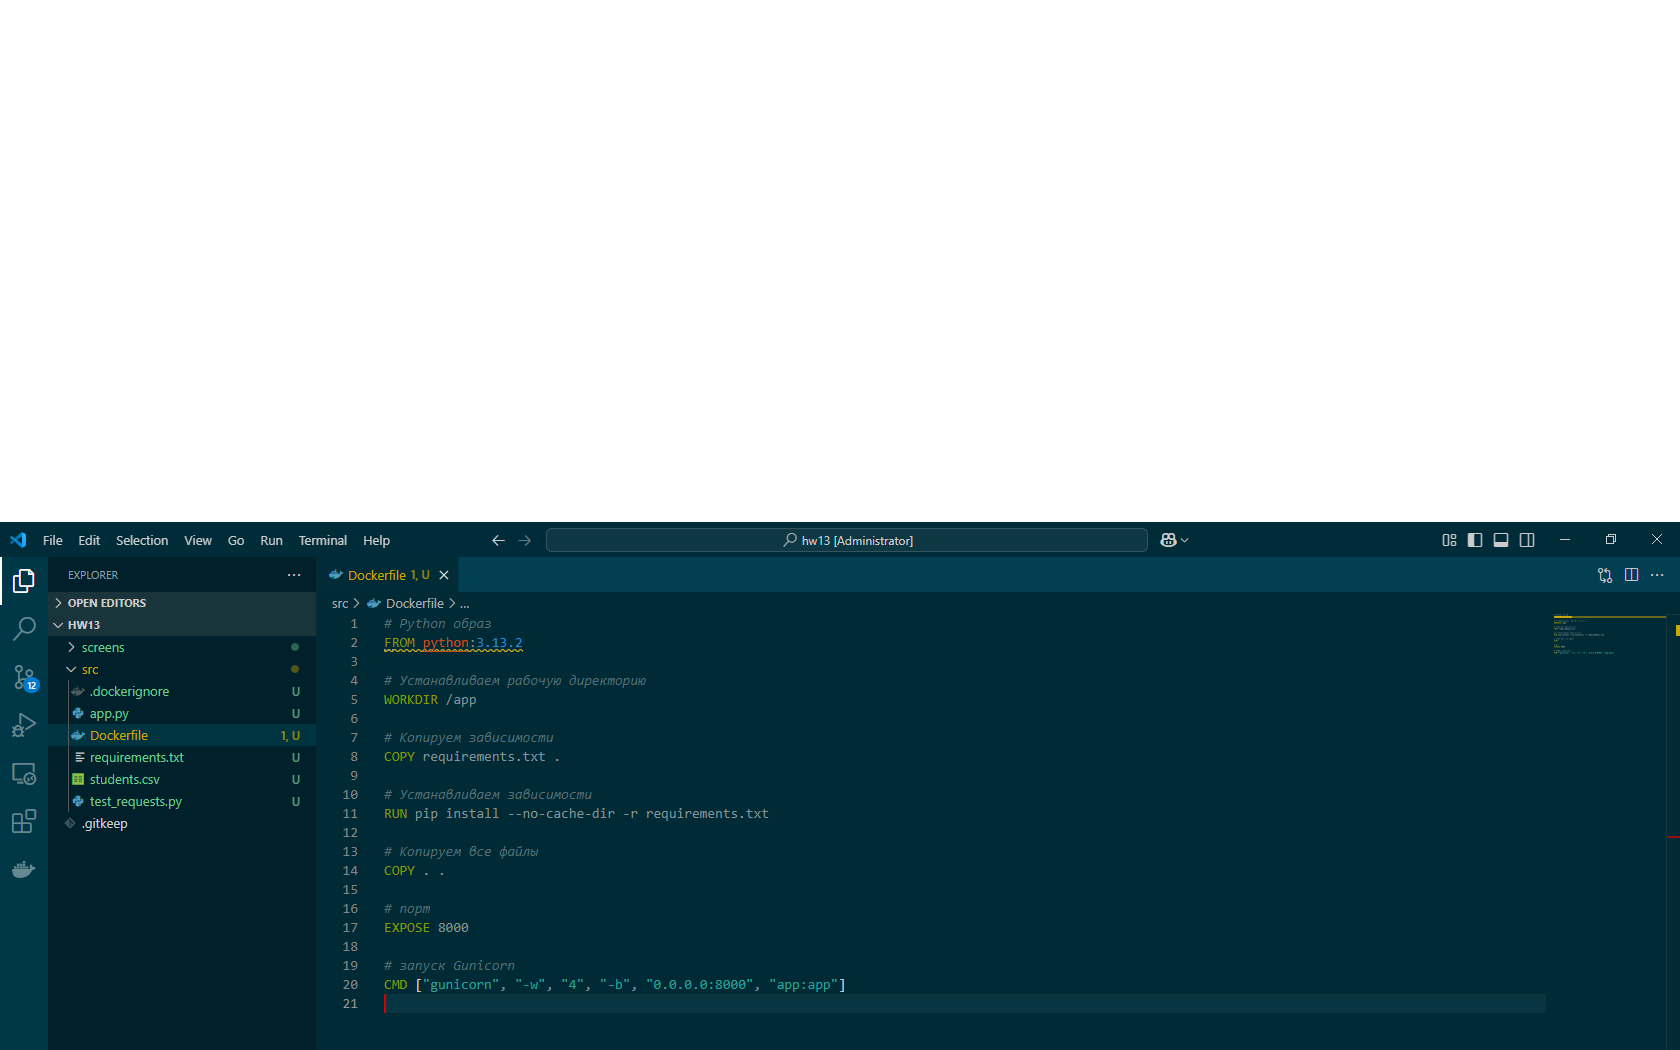 File Edit Selection View Go Run Terminal Help hw13 [Administrator]
EXPLORER
OPEN EDITORS
HW13
screens
src
.dockerignore U
app.py U
Dockerfile 1, U
requirements.txt U
students.csv U
test_requests.py U
.gitkeep
12
Dockerfile 1, U
src > Dockerfile > ...
1 # Python образ
2 FROM python:3.13.2
3
4 # Устанавливаем рабочую директорию
5 WORKDIR /app
6
7 # Копируем зависимости
8 COPY requirements.txt .
9
10 # Устанавливаем зависимости
11 RUN pip install --no-cache-dir -r requirements.txt
12
13 # Копируем все файлы
14 COPY . .
15
16 # порт
17 EXPOSE 8000
18
19 # запуск Gunicorn
20 CMD ["gunicorn", "-w", "4", "-b", "0.0.0.0:8000", "app:app"]
21